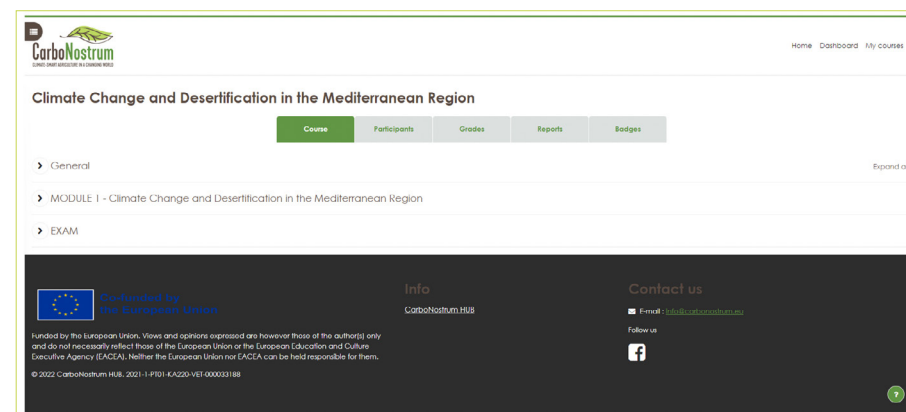 CarboNostrum
CLIMATE-SMART AGRICULTURE IN A CHANGING WORLD
Home Dashboard My courses
Climate Change and Desertification in the Mediterranean Region
Course Participants Grades Reports Badges
General
Expand a
MODULE 1 - Climate Change and Desertification in the Mediterranean Region
EXAM
Co-funded by
the European Union
Funded by the European Union. Views and opinions expressed are however those of the author(s) only
and do not necessarily reflect those of the European Union or the European Education and Culture
Executive Agency (EACEA). Neither the European Union nor EACEA can be held responsible for them.
© 2022 CarboNostrum HUB. 2021-1-PT01-KA220-VET-000033188
Info
CarboNostrum HUB
Contact us
E-mail : info@carbonostrum.eu
Follow us
?